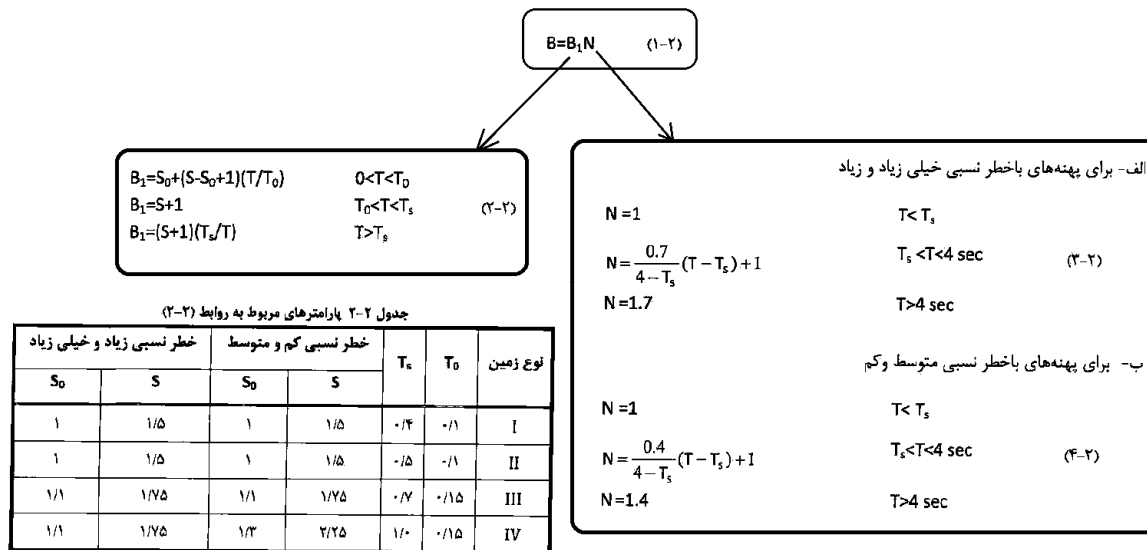 B=B₁N (۱-۲)
B₁=S₀+(S-S₀+1)(T/T₀) 0<T<T₀
B₁=S+1 T₀<T<Tₛ (۲-۲)
B₁=(S+1)(Tₛ/T) T>Tₛ
الف- برای پهنه‌های باخطر نسبی خیلی زیاد و زیاد
N=1 T< Tₛ
N=0.7/(4-Tₛ)(T-Tₛ)+1 Tₛ<T<4 sec (۳-۲)
N=1.7 T>4 sec
ب- برای پهنه‌های باخطر نسبی متوسط وکم
N=1 T< Tₛ
N=0.4/(4-Tₛ)(T-Tₛ)+1 Tₛ<T<4 sec (۴-۲)
N=1.4 T>4 sec
جدول ۲-۲ پارامترهای مربوط به روابط (۲-۲)
نوع زمین T₀ Tₛ خطر نسبی کم و متوسط خطر نسبی زیاد و خیلی زیاد
S S₀ S S₀
I ۰/۱ ۰/۴ ۱/۵ ۱ ۱/۵ ۱
II ۰/۱ ۰/۵ ۱/۵ ۱ ۱/۵ ۱
III ۰/۱۵ ۰/۷ ۱/۷۵ ۱/۱ ۱/۷۵ ۱/۱
IV ۰/۱۵ ۱/۰ ۲/۲۵ ۱/۳ ۱/۷۵ ۱/۱